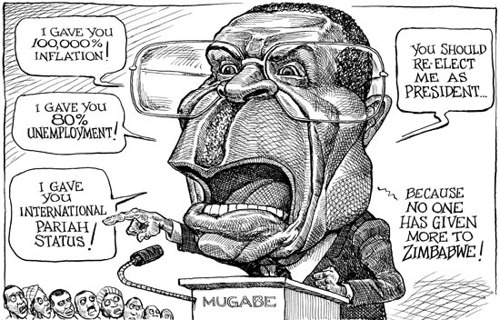 I GAVE YOU
100,000%
INFLATION!
I GAVE YOU
80%
UNEMPLOYMENT!
I GAVE
YOU
INTERNATIONAL
PARIAH
STATUS!
YOU SHOULD
RE-ELECT
ME AS
PRESIDENT...
BECAUSE
NO ONE
HAS GIVEN
MORE TO
ZIMBABWE!
MUGABE